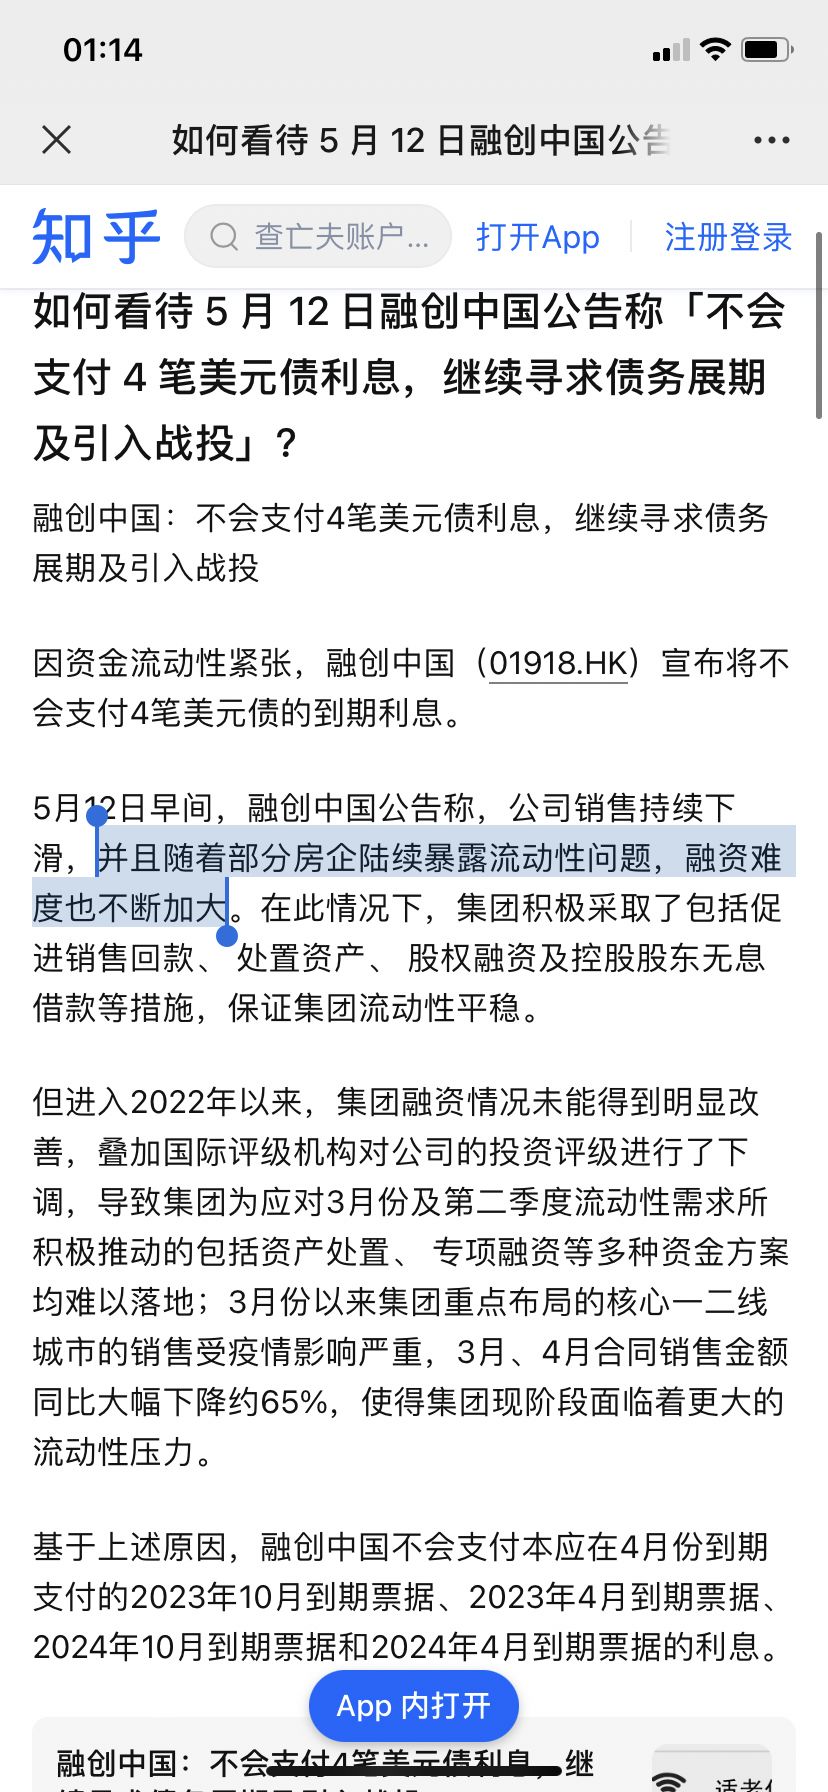 01:14
如何看待 5 月 12 日融创中国公告
知乎
查亡夫账户...
打开App
注册登录
如何看待 5 月 12 日融创中国公告称「不会
支付 4 笔美元债利息，继续寻求债务展期
及引入战投」?
融创中国：不会支付4笔美元债利息，继续寻求债务
展期及引入战投
因资金流动性紧张，融创中国（01918.HK）宣布将不
会支付4笔美元债的到期利息。
5月12日早间，融创中国公告称，公司销售持续下
滑，并且随着部分房企陆续暴露流动性问题，融资难
度也不断加大。在此情况下，集团积极采取了包括促
进销售回款、 处置资产、 股权融资及控股股东无息
借款等措施，保证集团流动性平稳。
但进入2022年以来，集团融资情况未能得到明显改
善，叠加国际评级机构对公司的投资评级进行了下
调，导致集团为应对3月份及第二季度流动性需求所
积极推动的包括资产处置、 专项融资等多种资金方案
均难以落地；3月份以来集团重点布局的核心一二线
城市的销售受疫情影响严重，3月、4月合同销售金额
同比大幅下降约65%，使得集团现阶段面临着更大的
流动性压力。
基于上述原因，融创中国不会支付本应在4月份到期
支付的2023年10月到期票据、2023年4月到期票据、
2024年10月到期票据和2024年4月到期票据的利息。
App 内打开
融创中国：不会支付4笔美元债利息，继
适老化